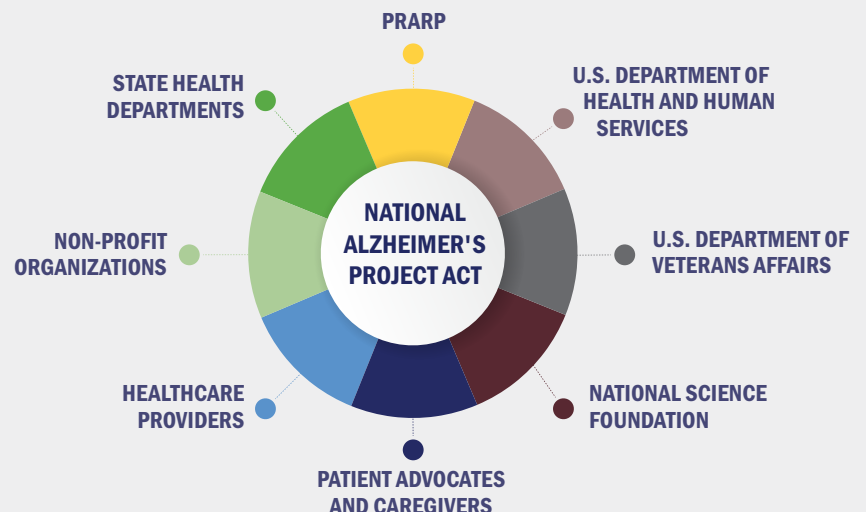 PRARP
U.S. DEPARTMENT OF
HEALTH AND HUMAN
SERVICES
STATE HEALTH
DEPARTMENTS
NATIONAL
ALZHEIMER'S
PROJECT ACT
NON-PROFIT
ORGANIZATIONS
U.S. DEPARTMENT OF
VETERANS AFFAIRS
HEALTHCARE
PROVIDERS
NATIONAL SCIENCE
FOUNDATION
PATIENT ADVOCATES
AND CAREGIVERS